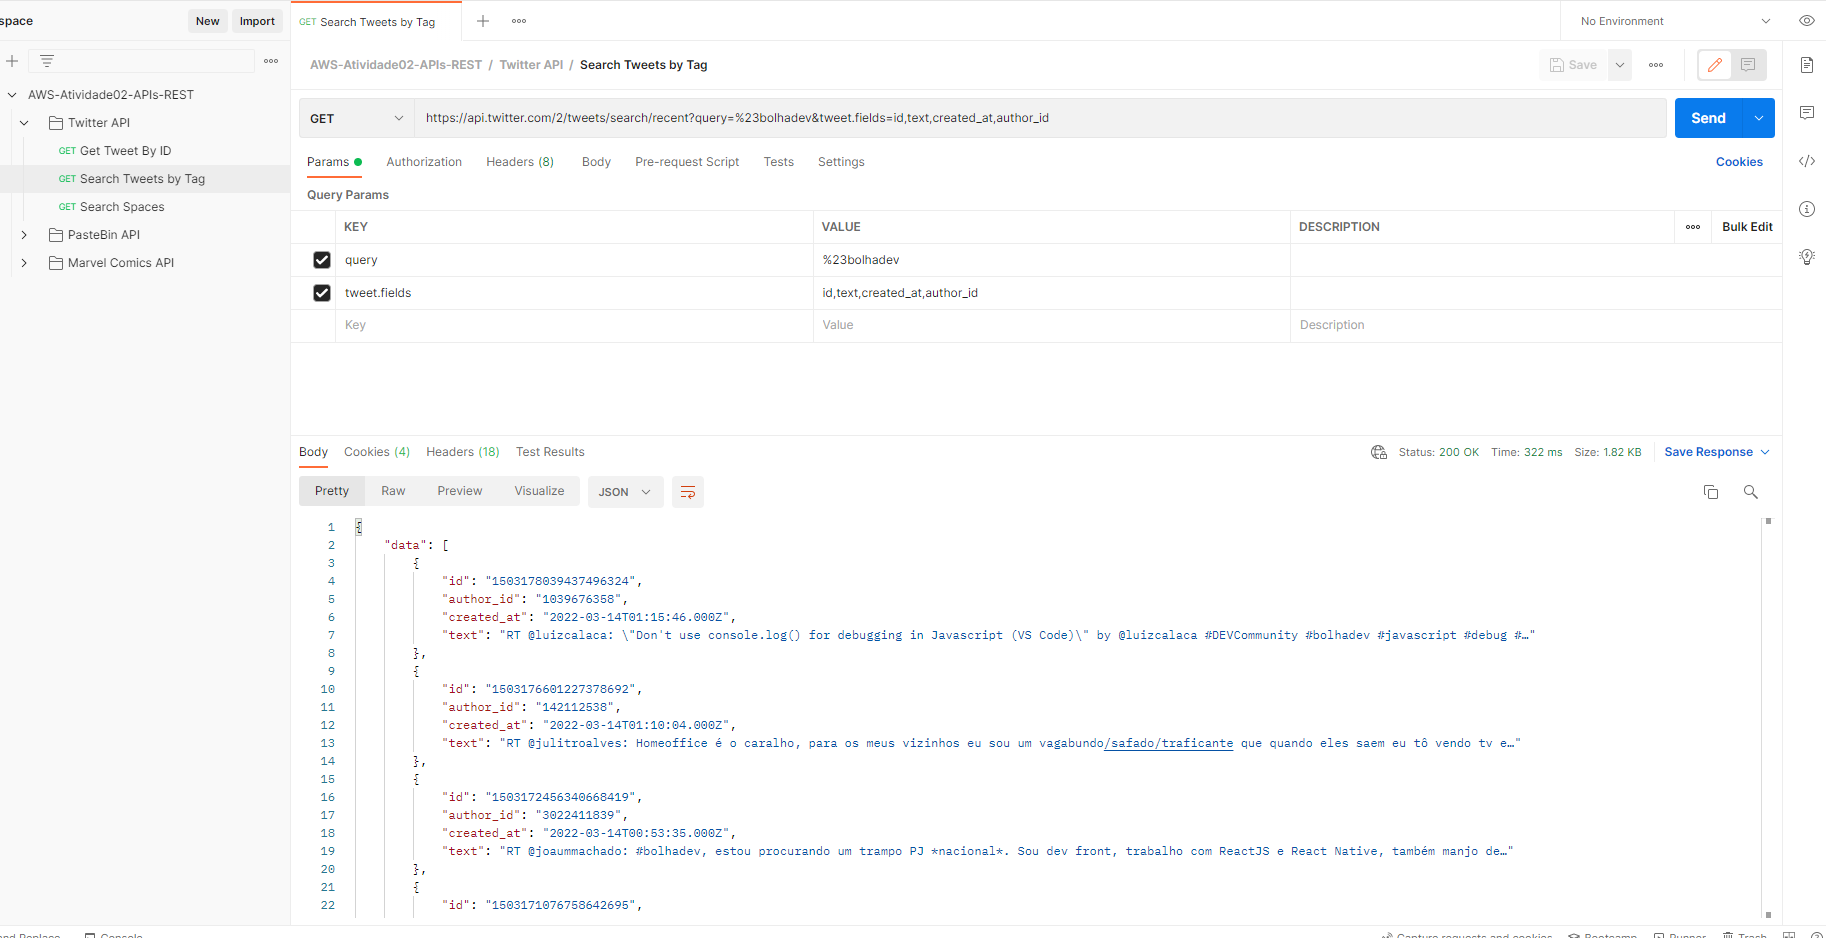 space New Import
GET Search Tweets by Tag
No Environment
AWS-Atividade02-APIs-REST / Twitter API / Search Tweets by Tag
Save
AWS-Atividade02-APIs-REST
Twitter API
GET Get Tweet By ID
GET Search Tweets by Tag
GET Search Spaces
PasteBin API
Marvel Comics API
GET https://api.twitter.com/2/tweets/search/recent?query=%23bolhadev&tweet.fields=id,text,created_at,author_id Send
Params Authorization Headers (8) Body Pre-request Script Tests Settings Cookies
Query Params
KEY VALUE DESCRIPTION Bulk Edit
query %23bolhadev
tweet.fields id,text,created_at,author_id
Key Value Description
Body Cookies (4) Headers (18) Test Results Status: 200 OK Time: 322 ms Size: 1.82 KB Save Response
Pretty Raw Preview Visualize JSON
1 {
2 "data": [
3 {
4 "id": "1503178039437496324",
5 "author_id": "1039676358",
6 "created_at": "2022-03-14T01:15:46.000Z",
7 "text": "RT @luizcalaca: \"Don't use console.log() for debugging in Javascript (VS Code)\" by @luizcalaca #DEVCommunity #bolhadev #javascript #debug #…"
8 },
9 {
10 "id": "1503176601227378692",
11 "author_id": "142112538",
12 "created_at": "2022-03-14T01:10:04.000Z",
13 "text": "RT @julitroalves: Homeoffice é o caralho, para os meus vizinhos eu sou um vagabundo/safado/traficante que quando eles saem eu tô vendo tv e…"
14 },
15 {
16 "id": "1503172456340668419",
17 "author_id": "3022411839",
18 "created_at": "2022-03-14T00:53:35.000Z",
19 "text": "RT @joaummachado: #bolhadev, estou procurando um trampo PJ *nacional*. Sou dev front, trabalho com ReactJS e React Native, também manjo de…"
20 },
21 {
22 "id": "1503171076758642695",
and Replace Console Capture requests and cookies Bootcamp Runner Trash